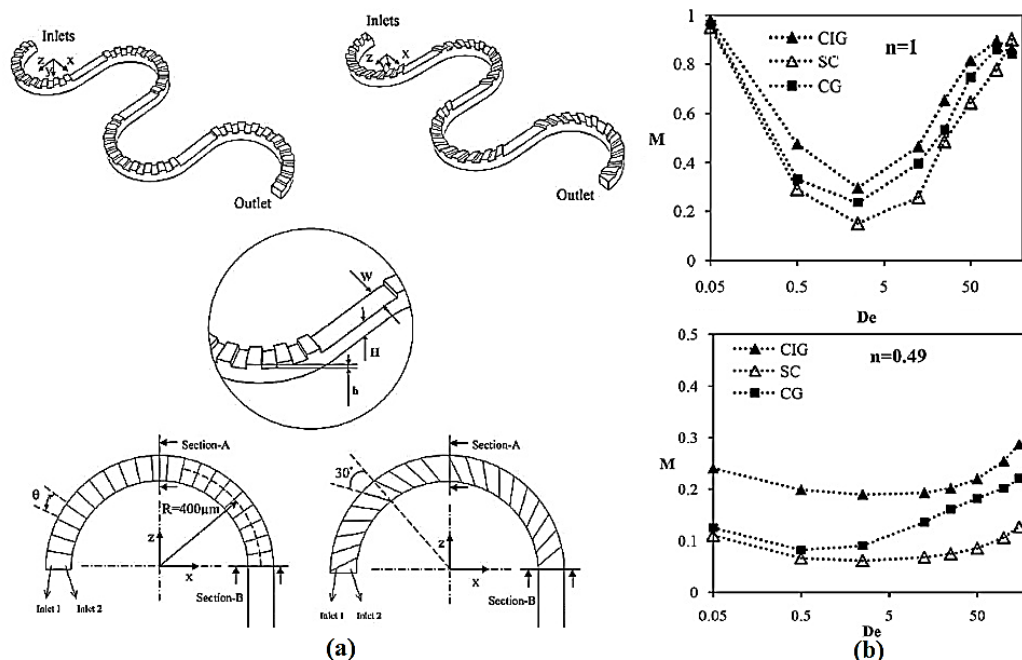 Inlets
z x
y
Outlet
Inlets
z x
y
Outlet
W
H
h
Section-A
θ
R=400μm
z
x
Inlet 1 Inlet 2
Section-B
Section-A
30°
z
x
Inlet 1 Inlet 2
Section-B
(a)
1
0.8
0.6
M
0.4
0.2
0
CIG
SC
CG
n=1
0.05 0.5 5 50
De
0.5
0.4
0.3
M
0.2
0.1
0
CIG
SC
CG
n=0.49
0.05 0.5 5 50
De
(b)